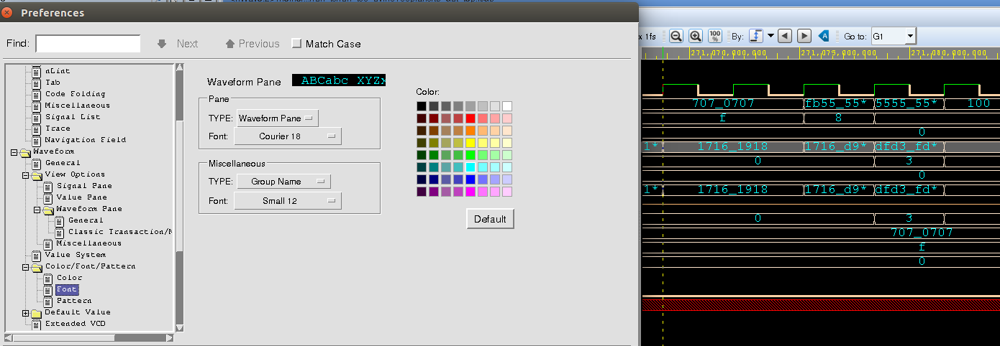 Preferences
Find:
Next
Previous
Match Case
nLint
Tab
Code Folding
Miscellaneous
Signal List
Trace
Navigation Field
Waveform
General
View Options
Signal Pane
Value Pane
Waveform Pane
General
Classic Transaction/M
Miscellaneous
Value System
Color/Font/Pattern
Color
Font
Pattern
Default Value
Extended VCD
Waveform Pane ABCabc XYZx
Pane
TYPE: Waveform Pane
Font: Courier 18
Miscellaneous
TYPE: Group Name
Font: Small 12
Color:
Default
x 1fs
100 %
By:
A
Go to: G1
271,070,000,000 271,075,000,000 271,080,000,000
707_0707 fb55_55* 5555_55* 100
f 8
0
1* 1716_1918 1716_d9* dfd3_fd*
0 3
0
1* 1716_1918 1716_d9* dfd3_fd*
0 3
707_0707
f
0